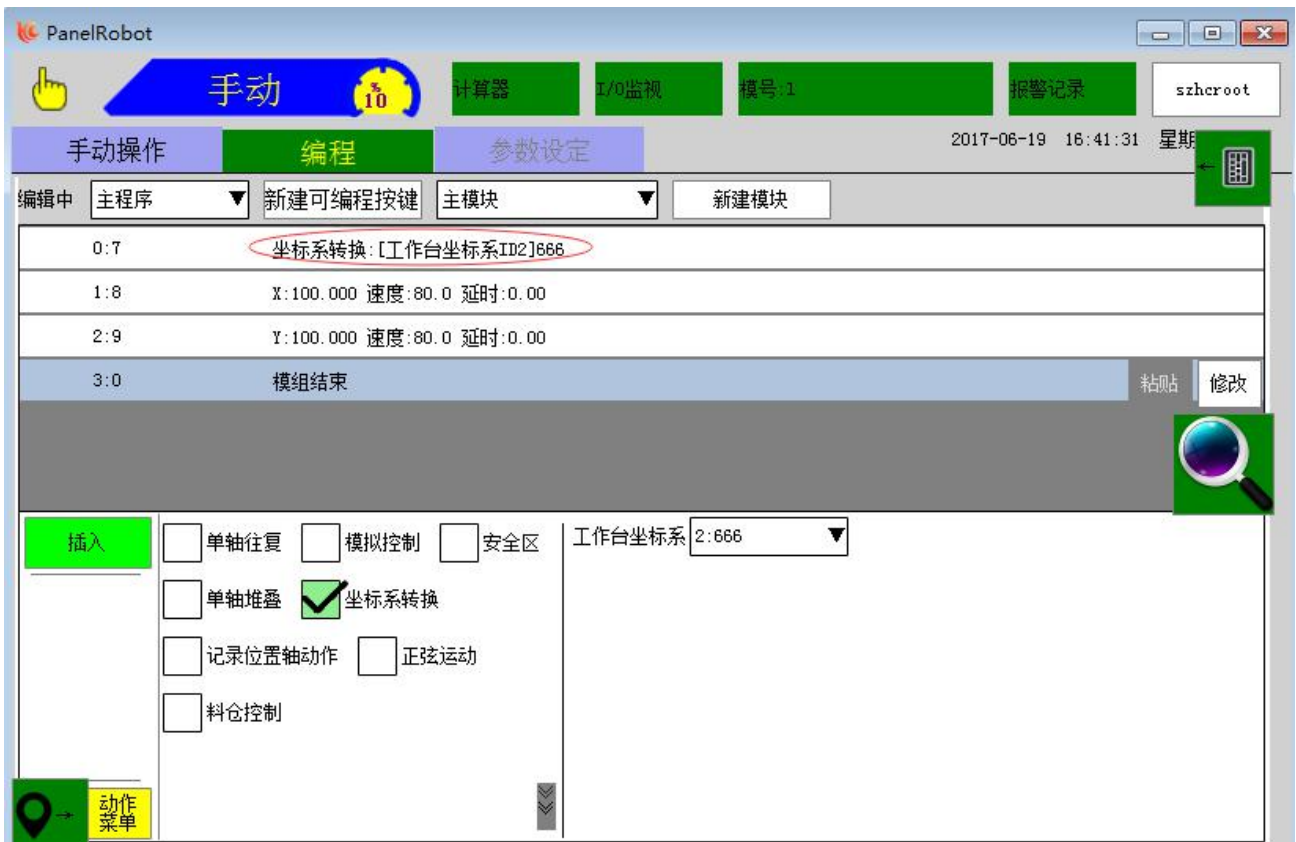 PanelRobot
手动 % 10 计算器 I/O监视 模号:1 报警记录 szhcroot
手动操作 编程 参数设定 2017-06-19 16:41:31 星期
编辑中 主程序 新建可编程按键 主模块 新建模块
0:7 坐标系转换:[工作台坐标系ID2]666
1:8 X:100.000 速度:80.0 延时:0.00
2:9 Y:100.000 速度:80.0 延时:0.00
3:0 模组结束 粘贴 修改
插入 单轴往复 模拟控制 安全区 工作台坐标系 2:666
单轴堆叠 坐标系转换
记录位置轴动作 正弦运动
料仓控制
动作
菜单